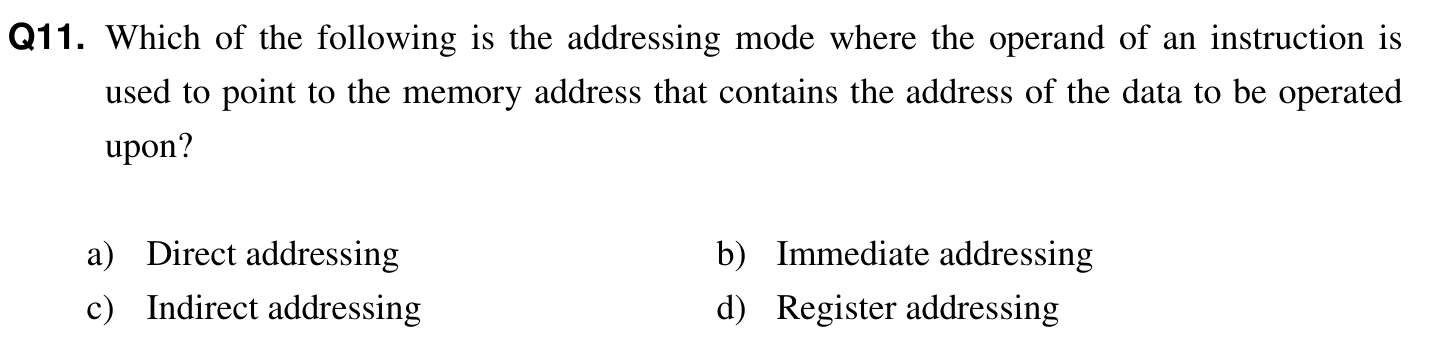 Q11. Which of the following is the addressing mode where the operand of an instruction is
used to point to the memory address that contains the address of the data to be operated
upon?
a) Direct addressing b) Immediate addressing
c) Indirect addressing d) Register addressing